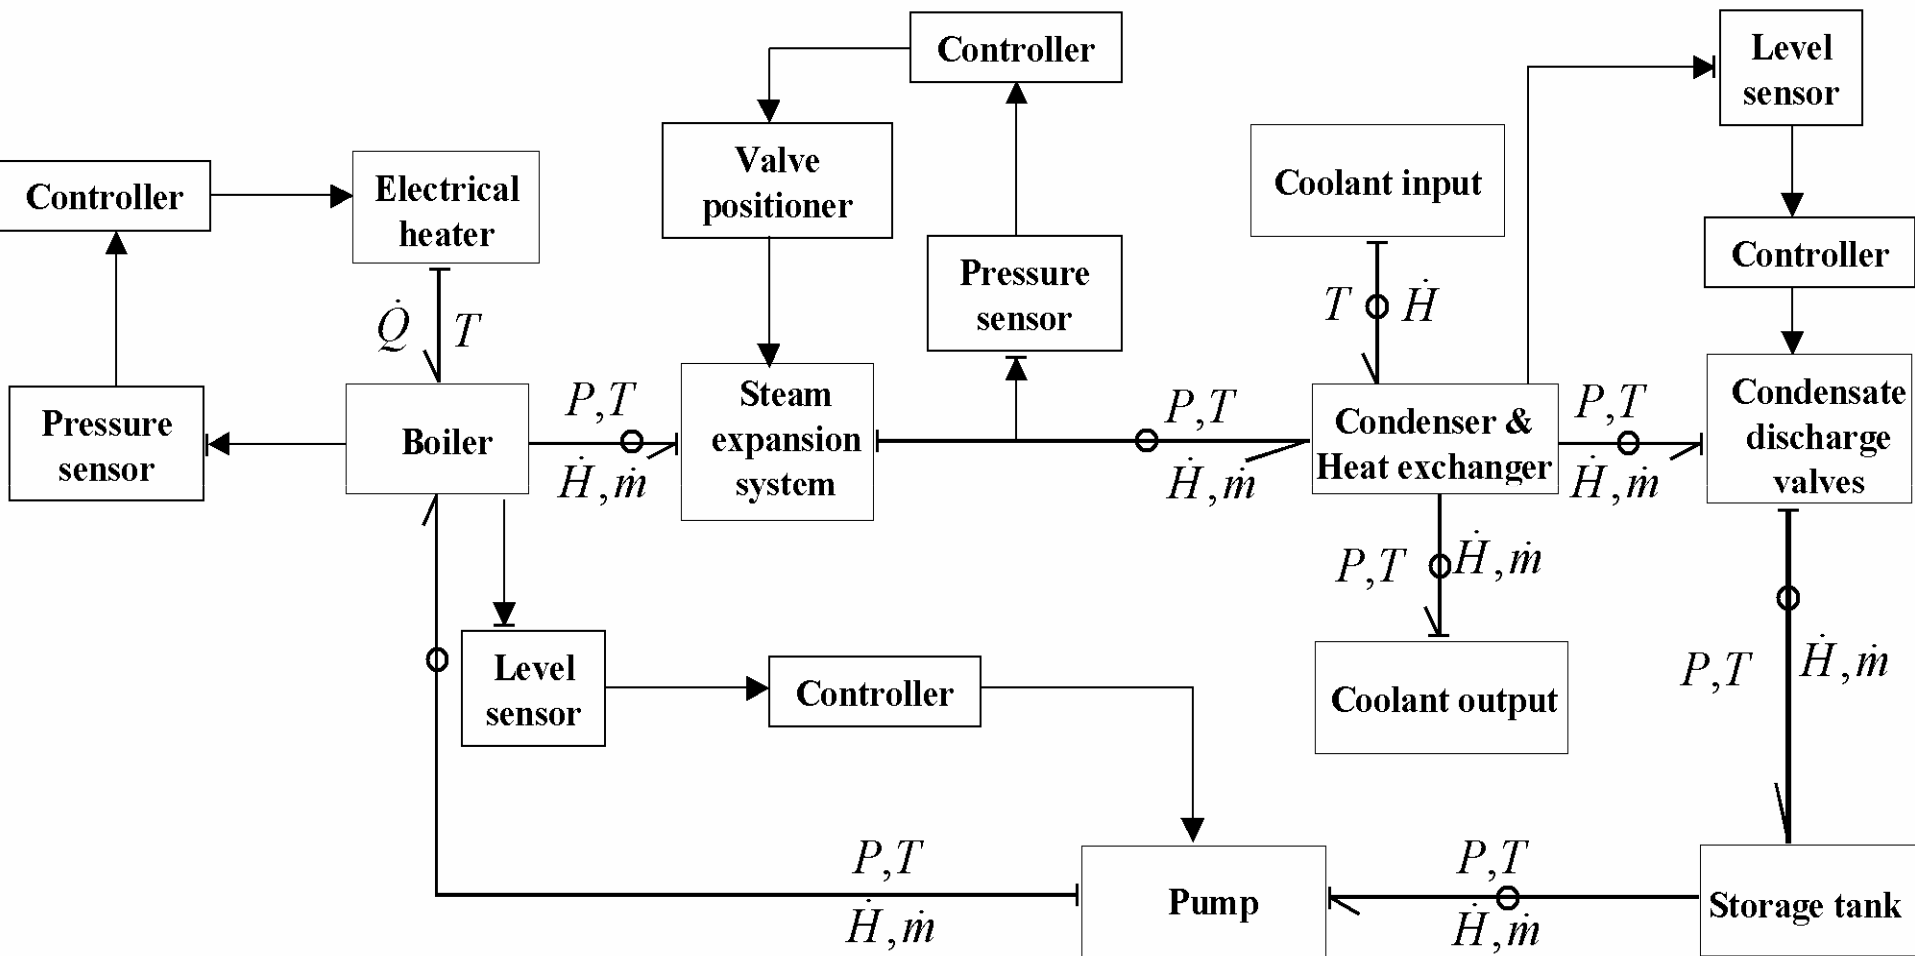 Controller
Level
sensor
Valve
positioner
Coolant input
Controller
Electrical
heater
Controller
Pressure
sensor
T Ḣ
Q̇ T
Pressure
sensor
Boiler
P,T
Ḣ,ṁ
Steam
expansion
system
P,T
Ḣ,ṁ
Condenser &
Heat exchanger
P,T
Ḣ,ṁ
Condensate
discharge
valves
P,T Ḣ,ṁ
Level
sensor
Controller
Coolant output
P,T Ḣ,ṁ
P,T
Ḣ,ṁ
Pump
P,T
Ḣ,ṁ
Storage tank